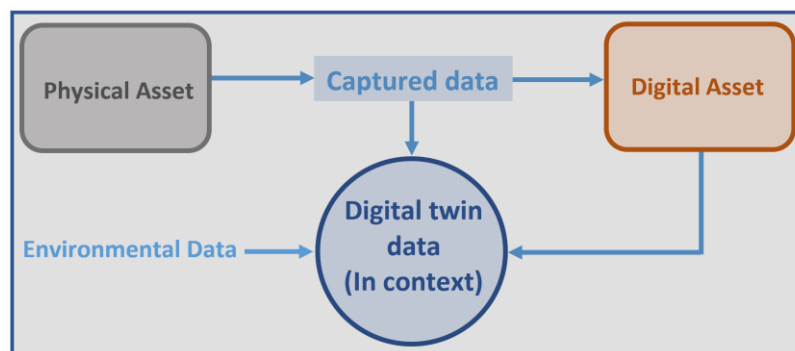 Physical Asset
Captured data
Digital Asset
Digital twin
data
(In context)
Environmental Data